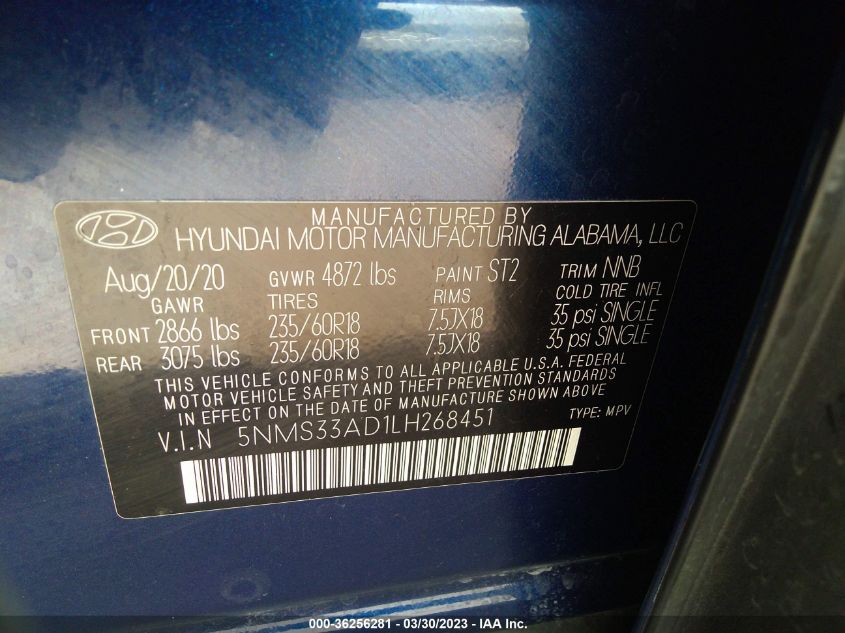 MANUFACTURED BY
HYUNDAI MOTOR MANUFACTURING ALABAMA, LLC
Aug/20/20 GVWR 4872 lbs PAINT ST2 TRIM NNB
GAWR TIRES RIMS COLD TIRE INFL
FRONT 2866 lbs 235/60R18 7.5JX18 35 psi SINGLE
REAR 3075 lbs 235/60R18 7.5JX18 35 psi SINGLE
THIS VEHICLE CONFORMS TO ALL APPLICABLE U.S.A. FEDERAL
MOTOR VEHICLE SAFETY AND THEFT PREVENTION STANDARDS
IN EFFECT ON THE DATE OF MANUFACTURE SHOWN ABOVE
V.I.N 5NMS33AD1LH268451 TYPE: MPV
000-36256281 - 03/30/2023 - IAA Inc.